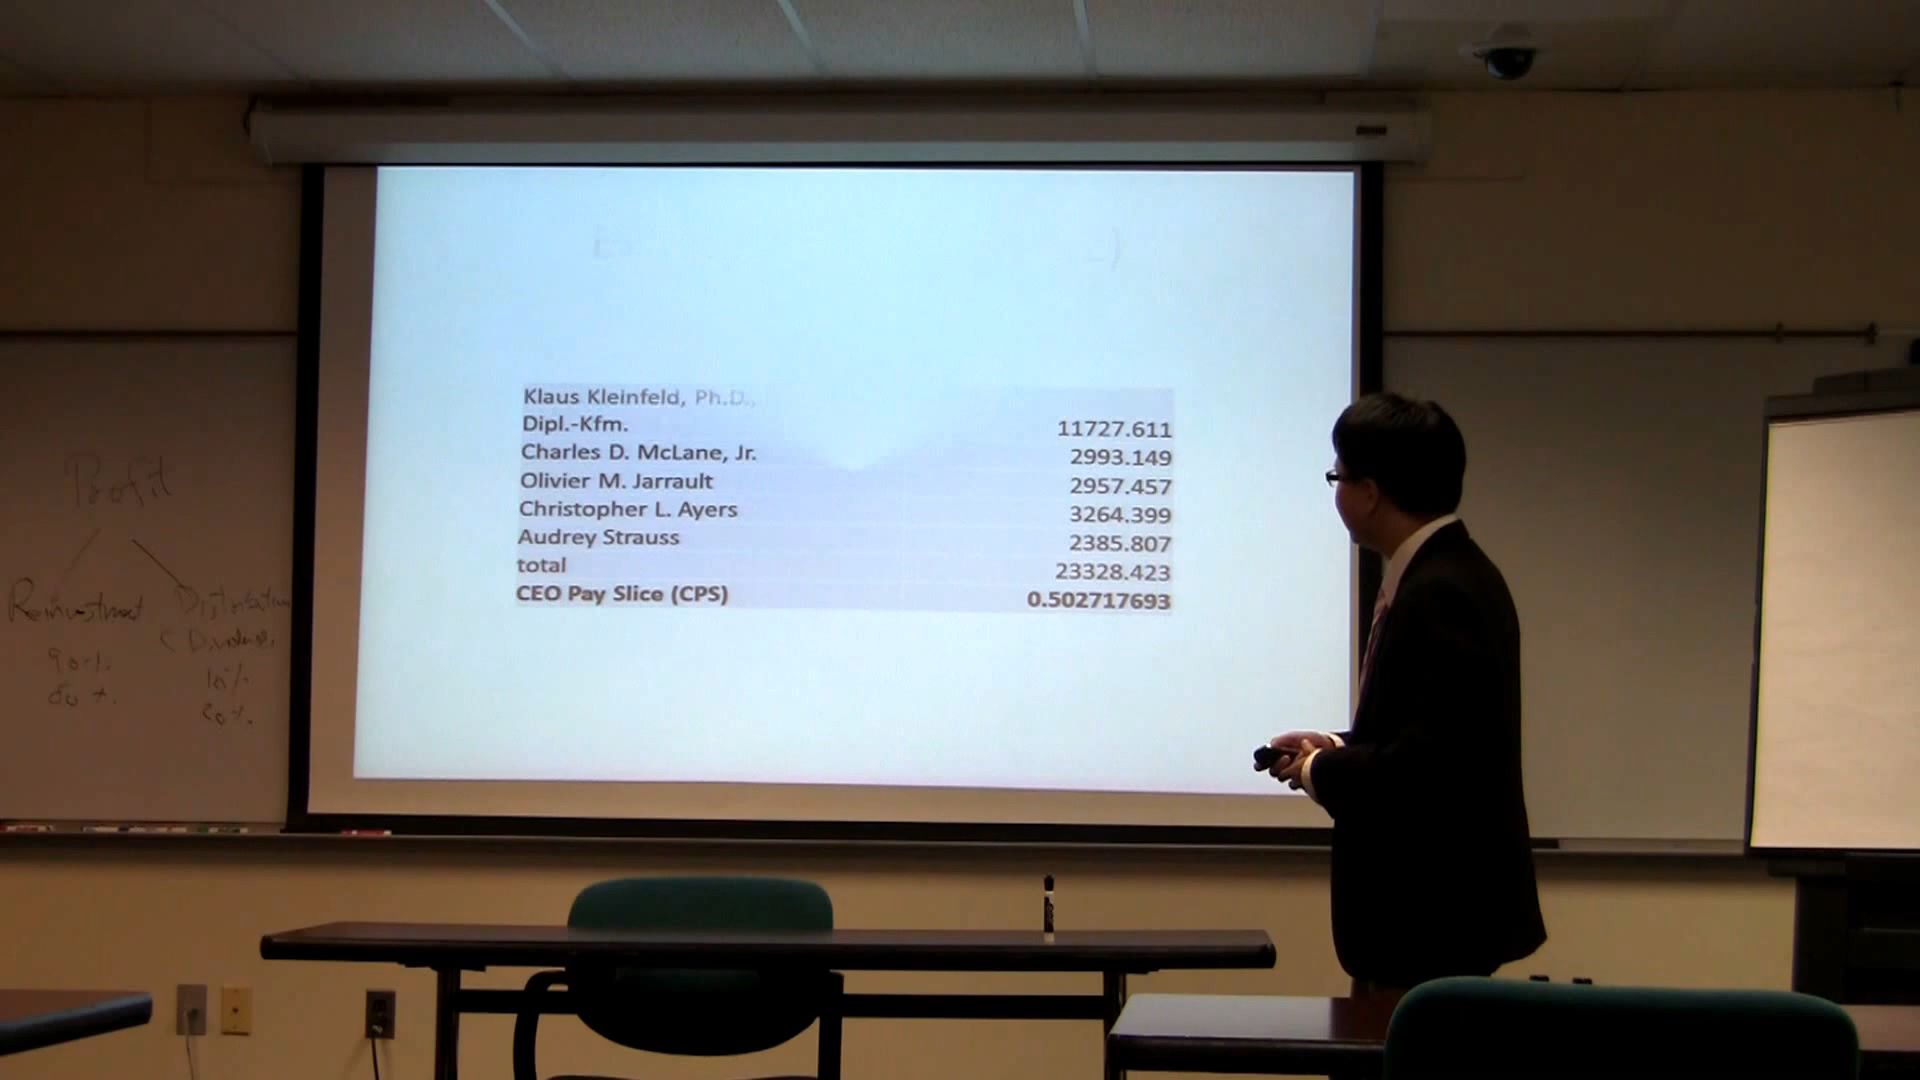 Klaus Kleinfeld, Ph.D.,
Dipl.-Kfm. 11727.611
Charles D. McLane, Jr. 2993.149
Olivier M. Jarrault 2957.457
Christopher L. Ayers 3264.399
Audrey Strauss 2385.807
total 23328.423
CEO Pay Slice (CPS) 0.502717693
Profit
Reinvestment
90%
80%
10%
20%